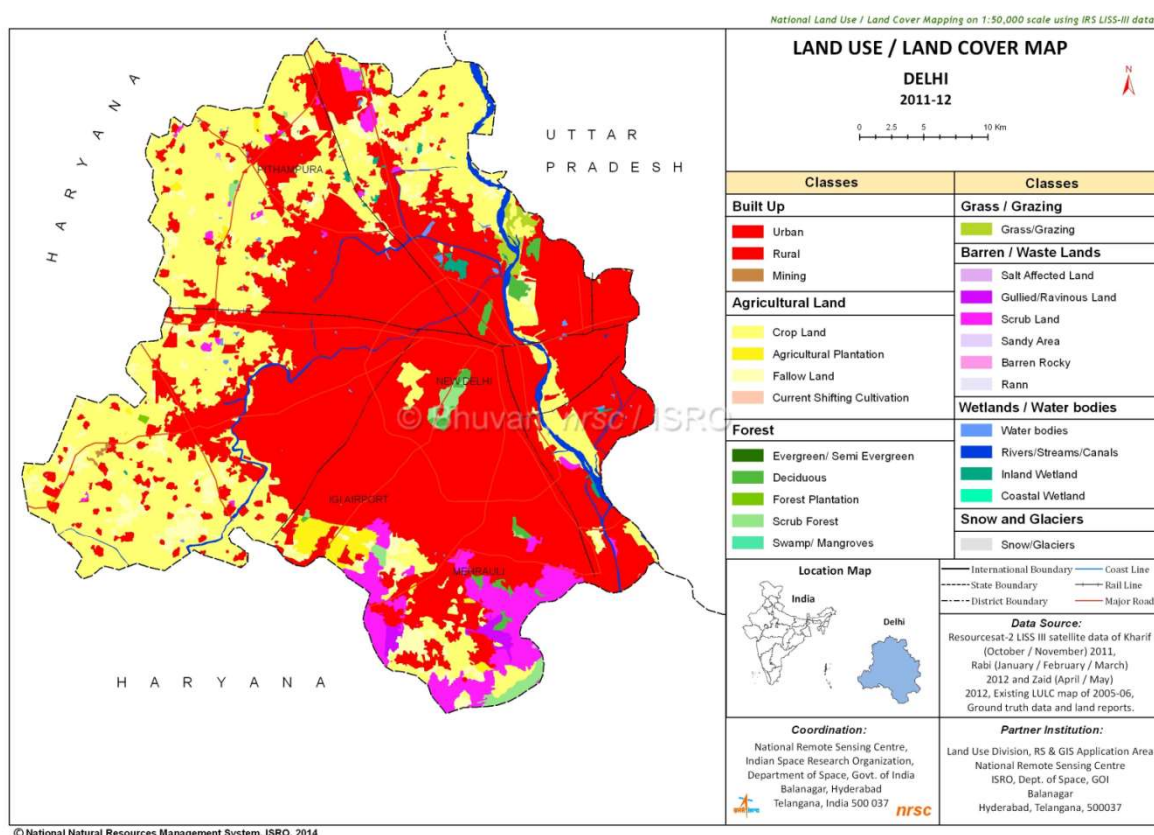 National Land Use / Land Cover Mapping on 1:50,000 scale using IRS LISS-III data
LAND USE / LAND COVER MAP
DELHI
2011-12
N
0 2.5 5 10 Km
HARYANA
UTTAR
PRADESH
PITHANPURA
NEW DELHI
© Bhuvan nrsc / ISRO
IGI AIRPORT
MEHRAULI
HARYANA
Classes
Built Up
Urban
Rural
Mining
Agricultural Land
Crop Land
Agricultural Plantation
Fallow Land
Current Shifting Cultivation
Forest
Evergreen/ Semi Evergreen
Deciduous
Forest Plantation
Scrub Forest
Swamp/ Mangroves
Classes
Grass / Grazing
Grass/Grazing
Barren / Waste Lands
Salt Affected Land
Gullied/Ravinous Land
Scrub Land
Sandy Area
Barren Rocky
Rann
Wetlands / Water bodies
Water bodies
Rivers/Streams/Canals
Inland Wetland
Coastal Wetland
Snow and Glaciers
Snow/Glaciers
Location Map
India
Delhi
International Boundary
State Boundary
District Boundary
Coast Line
Rail Line
Major Road
Data Source:
Resourcesat-2 LISS III satellite data of Kharif
(October / November) 2011,
Rabi (January / February / March)
2012 and Zaid (April / May)
2012, Existing LULC map of 2005-06,
Ground truth data and land reports.
Coordination:
National Remote Sensing Centre,
Indian Space Research Organization,
Department of Space, Govt. of India
Balanagar, Hyderabad
Telangana, India 500 037
nrsc
Partner Institution:
Land Use Division, RS & GIS Application Area
National Remote Sensing Centre
ISRO, Dept. of Space, GOI
Balanagar
Hyderabad, Telangana, 500037
© National Natural Resources Management System, ISRO, 2014